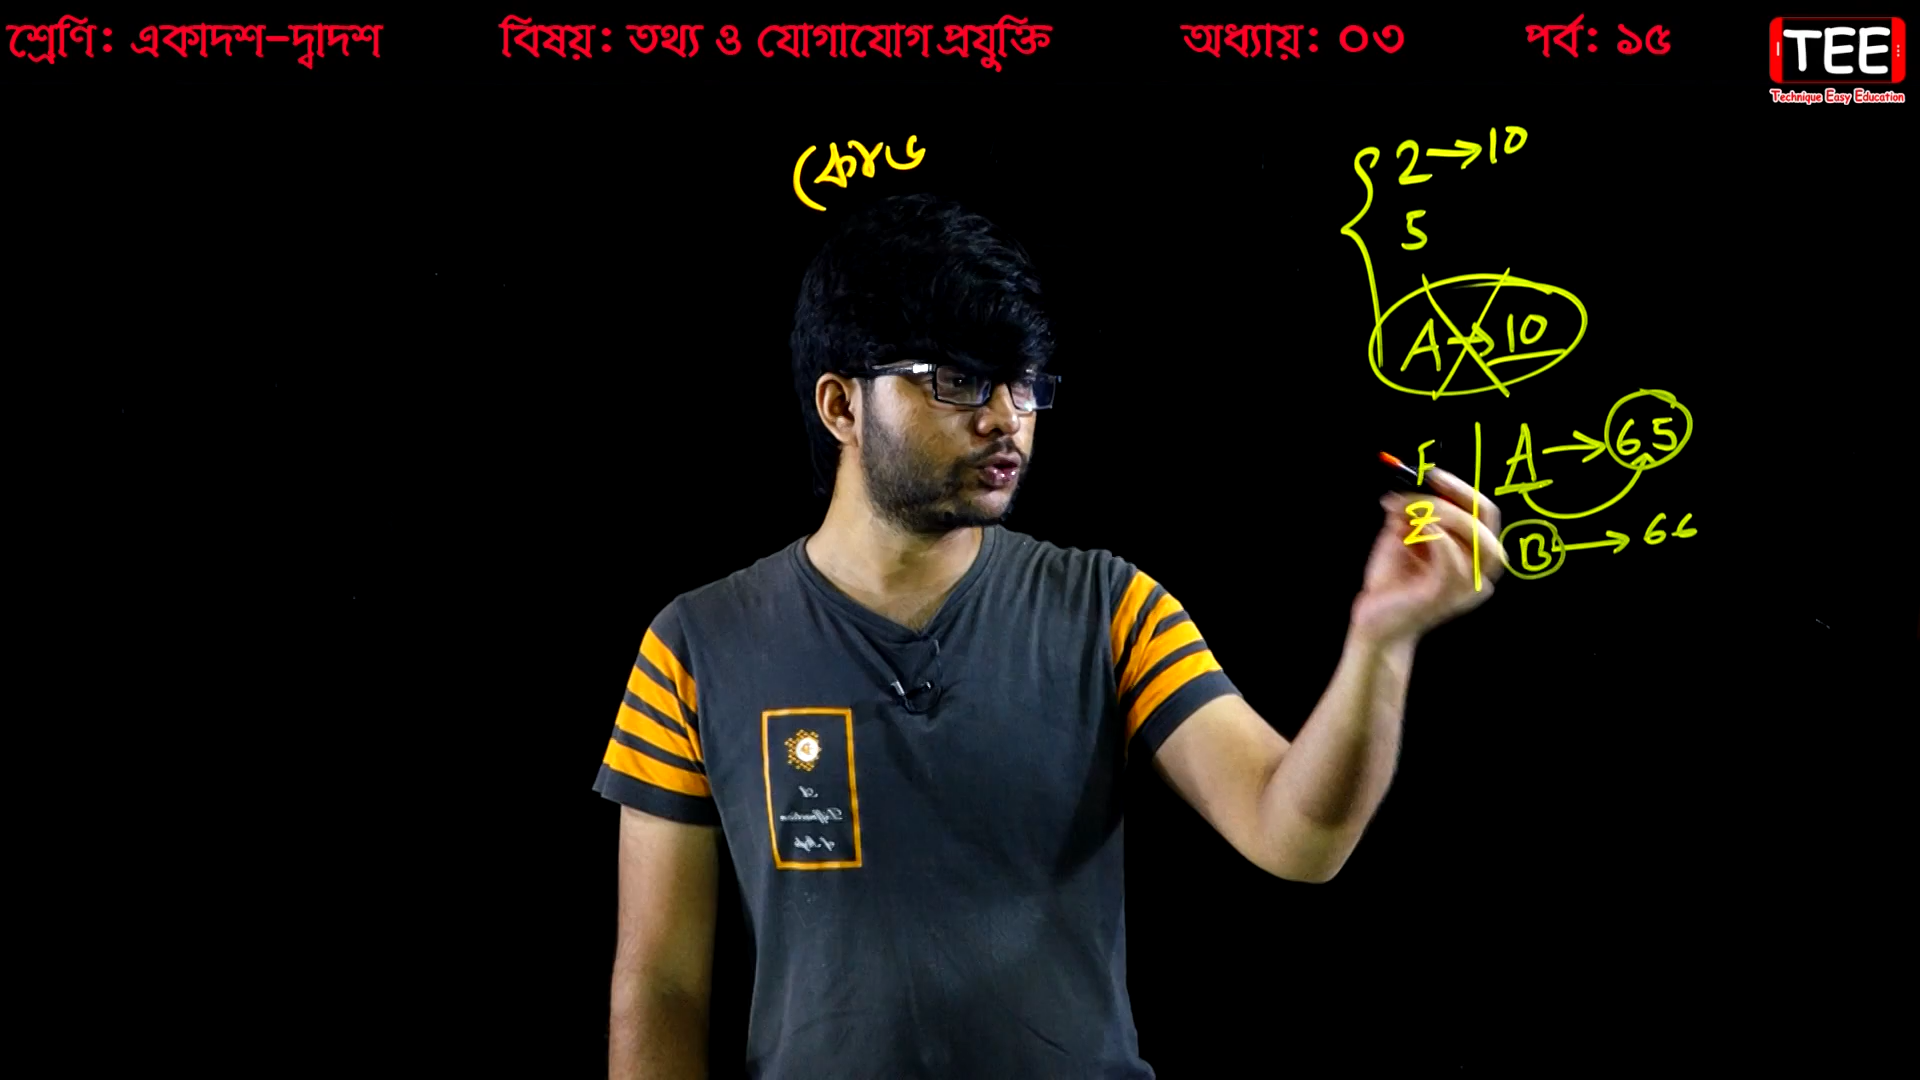 শ্রেণি: একাদশ-দ্বাদশ বিষয়: তথ্য ও যোগাযোগ প্রযুক্তি অধ্যায়: ০৩ পর্ব: ১৫
TEE
Technique Easy Education
কোড
2→10
5
A→10
F A→65
Z B→66